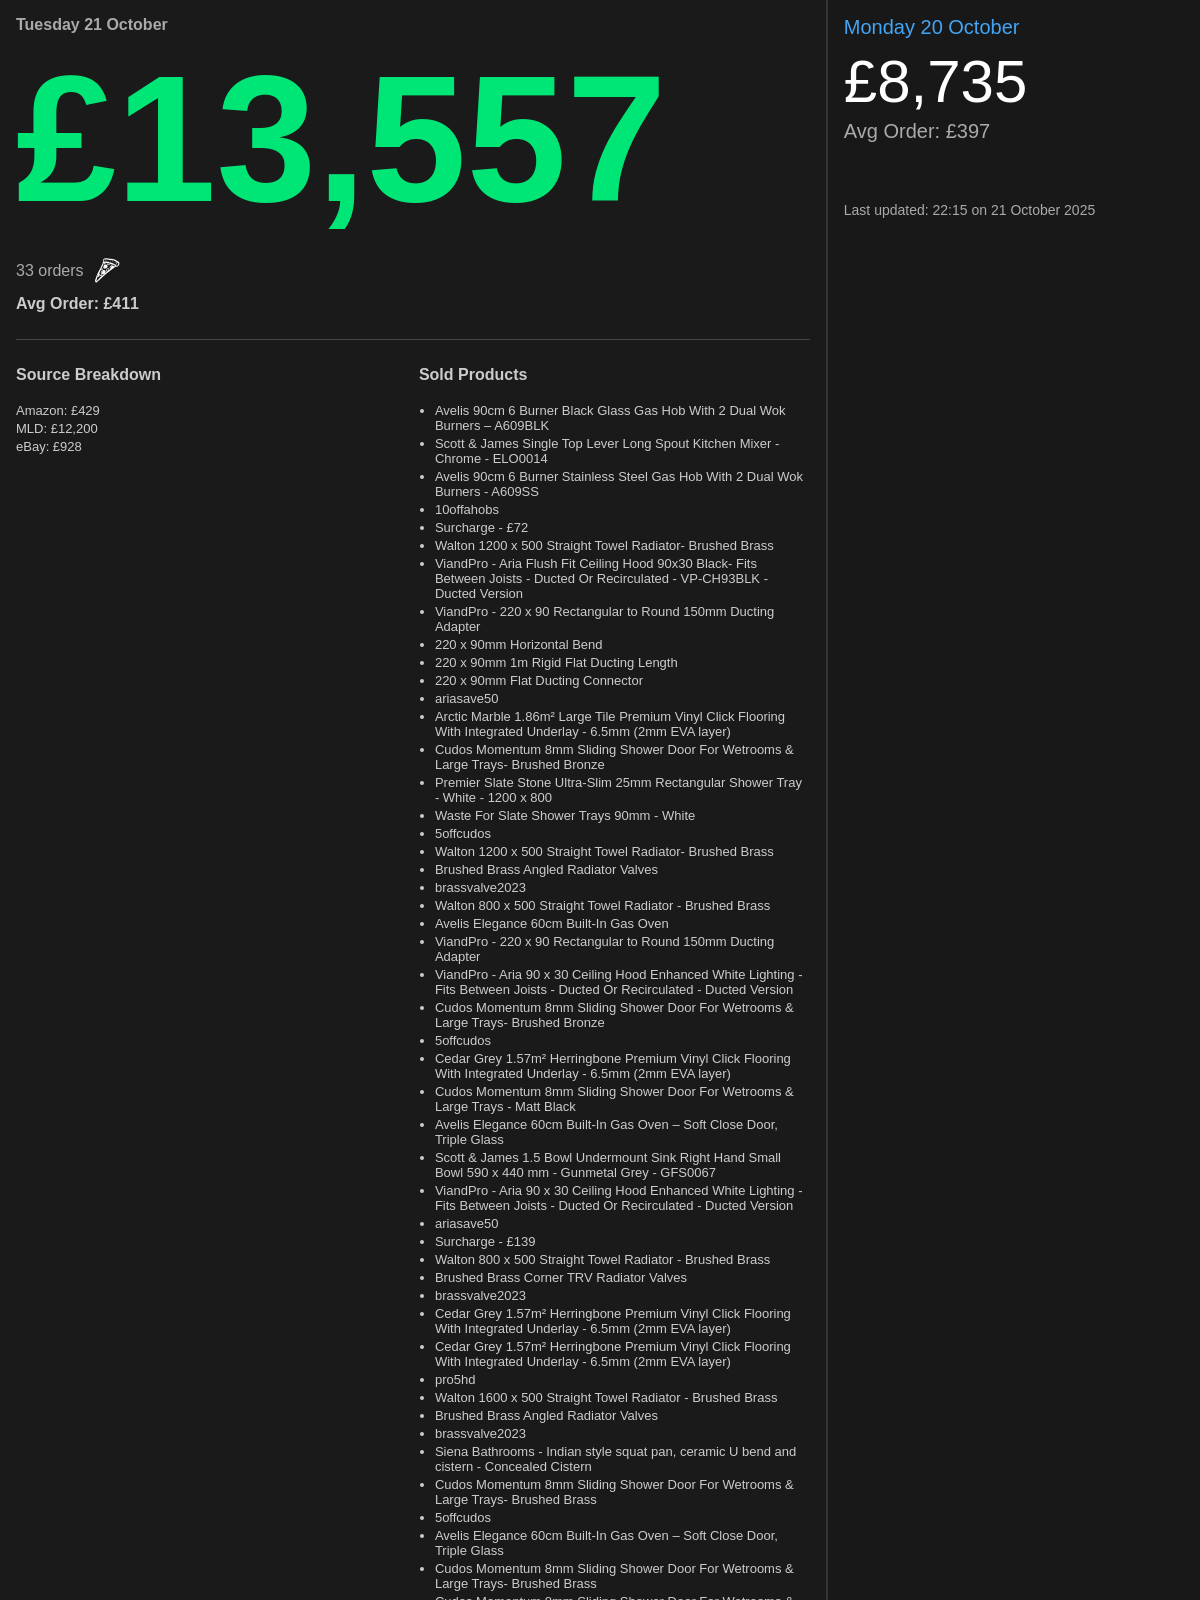 Tuesday 21 October
£13,557
33 orders
Avg Order: £411
Source Breakdown
Amazon: £429
MLD: £12,200
eBay: £928
Sold Products
• Avelis 90cm 6 Burner Black Glass Gas Hob With 2 Dual Wok
Burners – A609BLK
• Scott & James Single Top Lever Long Spout Kitchen Mixer -
Chrome - ELO0014
• Avelis 90cm 6 Burner Stainless Steel Gas Hob With 2 Dual Wok
Burners - A609SS
• 10offahobs
• Surcharge - £72
• Walton 1200 x 500 Straight Towel Radiator- Brushed Brass
• ViandPro - Aria Flush Fit Ceiling Hood 90x30 Black- Fits
Between Joists - Ducted Or Recirculated - VP-CH93BLK -
Ducted Version
• ViandPro - 220 x 90 Rectangular to Round 150mm Ducting
Adapter
• 220 x 90mm Horizontal Bend
• 220 x 90mm 1m Rigid Flat Ducting Length
• 220 x 90mm Flat Ducting Connector
• ariasave50
• Arctic Marble 1.86m² Large Tile Premium Vinyl Click Flooring
With Integrated Underlay - 6.5mm (2mm EVA layer)
• Cudos Momentum 8mm Sliding Shower Door For Wetrooms &
Large Trays- Brushed Bronze
• Premier Slate Stone Ultra-Slim 25mm Rectangular Shower Tray
- White - 1200 x 800
• Waste For Slate Shower Trays 90mm - White
• 5offcudos
• Walton 1200 x 500 Straight Towel Radiator- Brushed Brass
• Brushed Brass Angled Radiator Valves
• brassvalve2023
• Walton 800 x 500 Straight Towel Radiator - Brushed Brass
• Avelis Elegance 60cm Built-In Gas Oven
• ViandPro - 220 x 90 Rectangular to Round 150mm Ducting
Adapter
• ViandPro - Aria 90 x 30 Ceiling Hood Enhanced White Lighting -
Fits Between Joists - Ducted Or Recirculated - Ducted Version
• Cudos Momentum 8mm Sliding Shower Door For Wetrooms &
Large Trays- Brushed Bronze
• 5offcudos
• Cedar Grey 1.57m² Herringbone Premium Vinyl Click Flooring
With Integrated Underlay - 6.5mm (2mm EVA layer)
• Cudos Momentum 8mm Sliding Shower Door For Wetrooms &
Large Trays - Matt Black
• Avelis Elegance 60cm Built-In Gas Oven – Soft Close Door,
Triple Glass
• Scott & James 1.5 Bowl Undermount Sink Right Hand Small
Bowl 590 x 440 mm - Gunmetal Grey - GFS0067
• ViandPro - Aria 90 x 30 Ceiling Hood Enhanced White Lighting -
Fits Between Joists - Ducted Or Recirculated - Ducted Version
• ariasave50
• Surcharge - £139
• Walton 800 x 500 Straight Towel Radiator - Brushed Brass
• Brushed Brass Corner TRV Radiator Valves
• brassvalve2023
• Cedar Grey 1.57m² Herringbone Premium Vinyl Click Flooring
With Integrated Underlay - 6.5mm (2mm EVA layer)
• Cedar Grey 1.57m² Herringbone Premium Vinyl Click Flooring
With Integrated Underlay - 6.5mm (2mm EVA layer)
• pro5hd
• Walton 1600 x 500 Straight Towel Radiator - Brushed Brass
• Brushed Brass Angled Radiator Valves
• brassvalve2023
• Siena Bathrooms - Indian style squat pan, ceramic U bend and
cistern - Concealed Cistern
• Cudos Momentum 8mm Sliding Shower Door For Wetrooms &
Large Trays- Brushed Brass
• 5offcudos
• Avelis Elegance 60cm Built-In Gas Oven – Soft Close Door,
Triple Glass
• Cudos Momentum 8mm Sliding Shower Door For Wetrooms &
Large Trays- Brushed Brass
Monday 20 October
£8,735
Avg Order: £397
Last updated: 22:15 on 21 October 2025